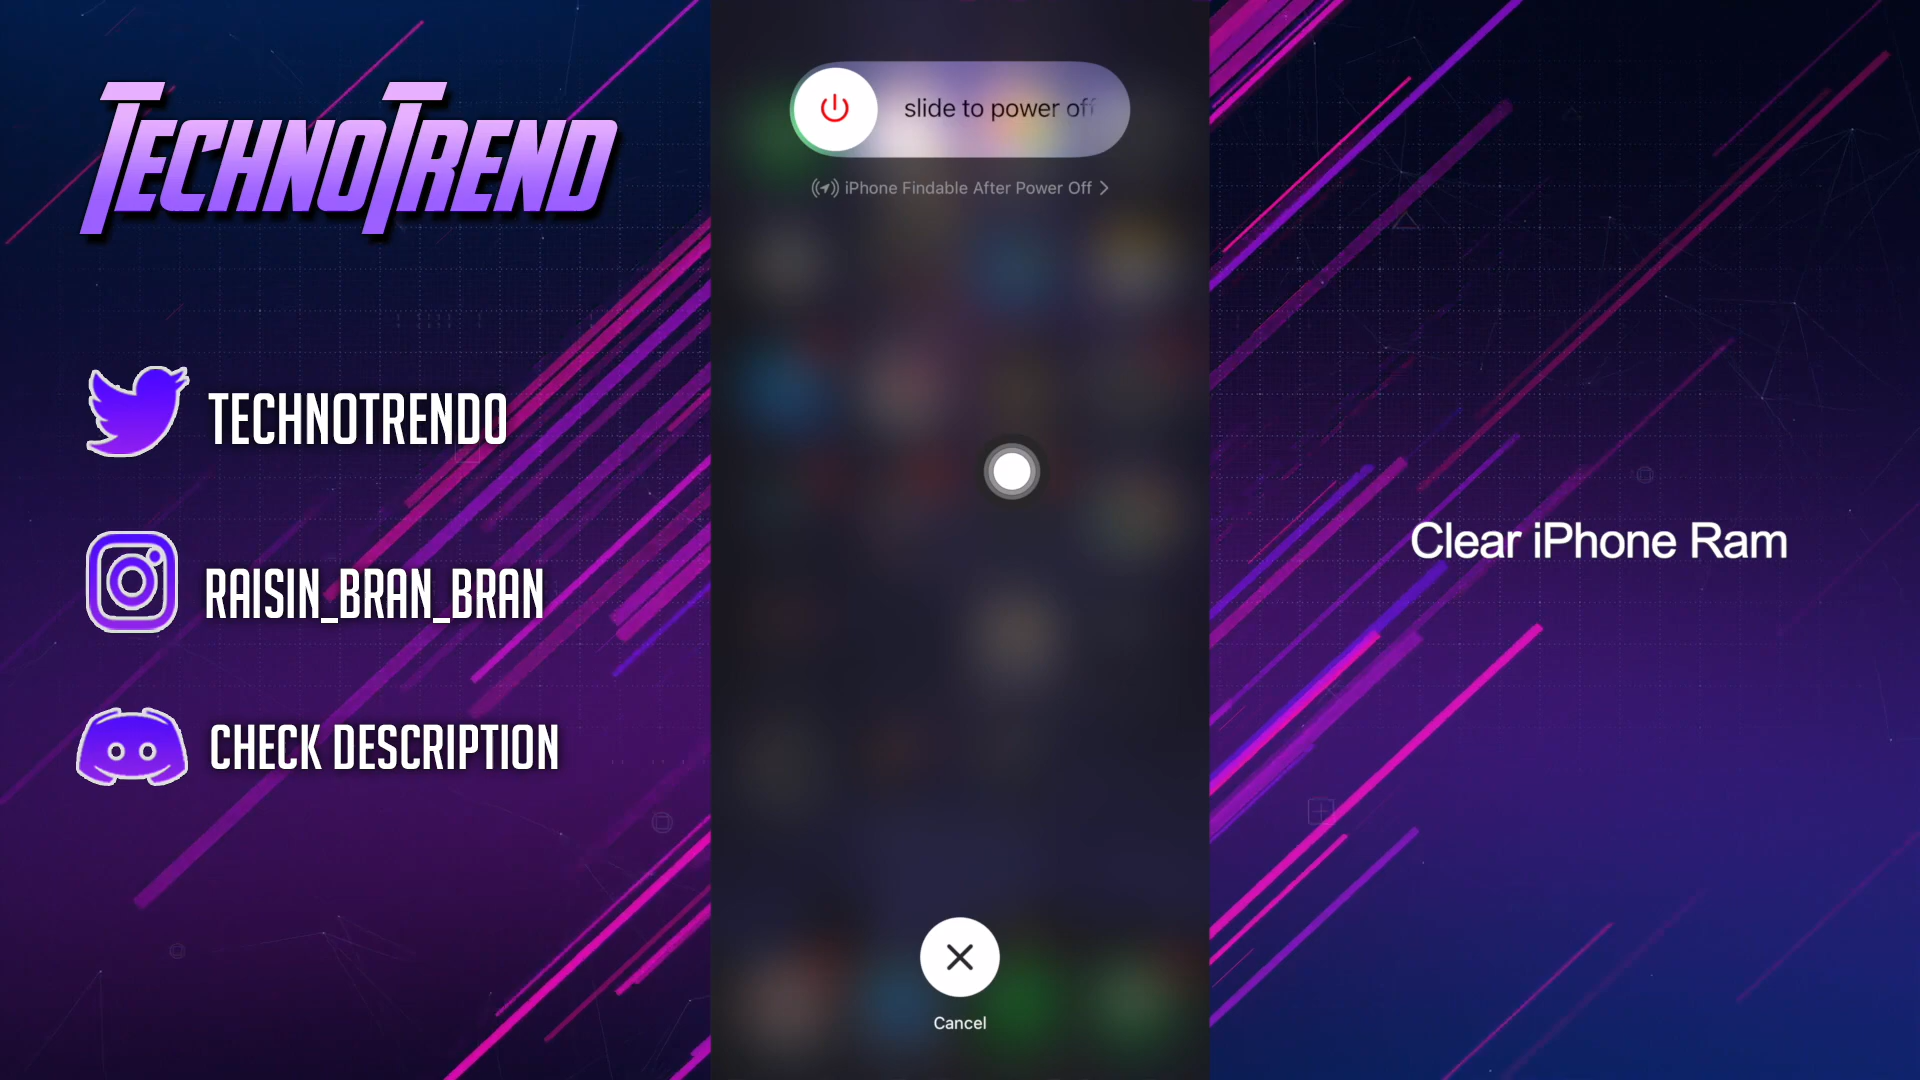 TECHNOTREND
TECHNOTRENDO
RAISIN_BRAN_BRAN
CHECK DESCRIPTION
slide to power off
iPhone Findable After Power Off
Cancel
Clear iPhone Ram